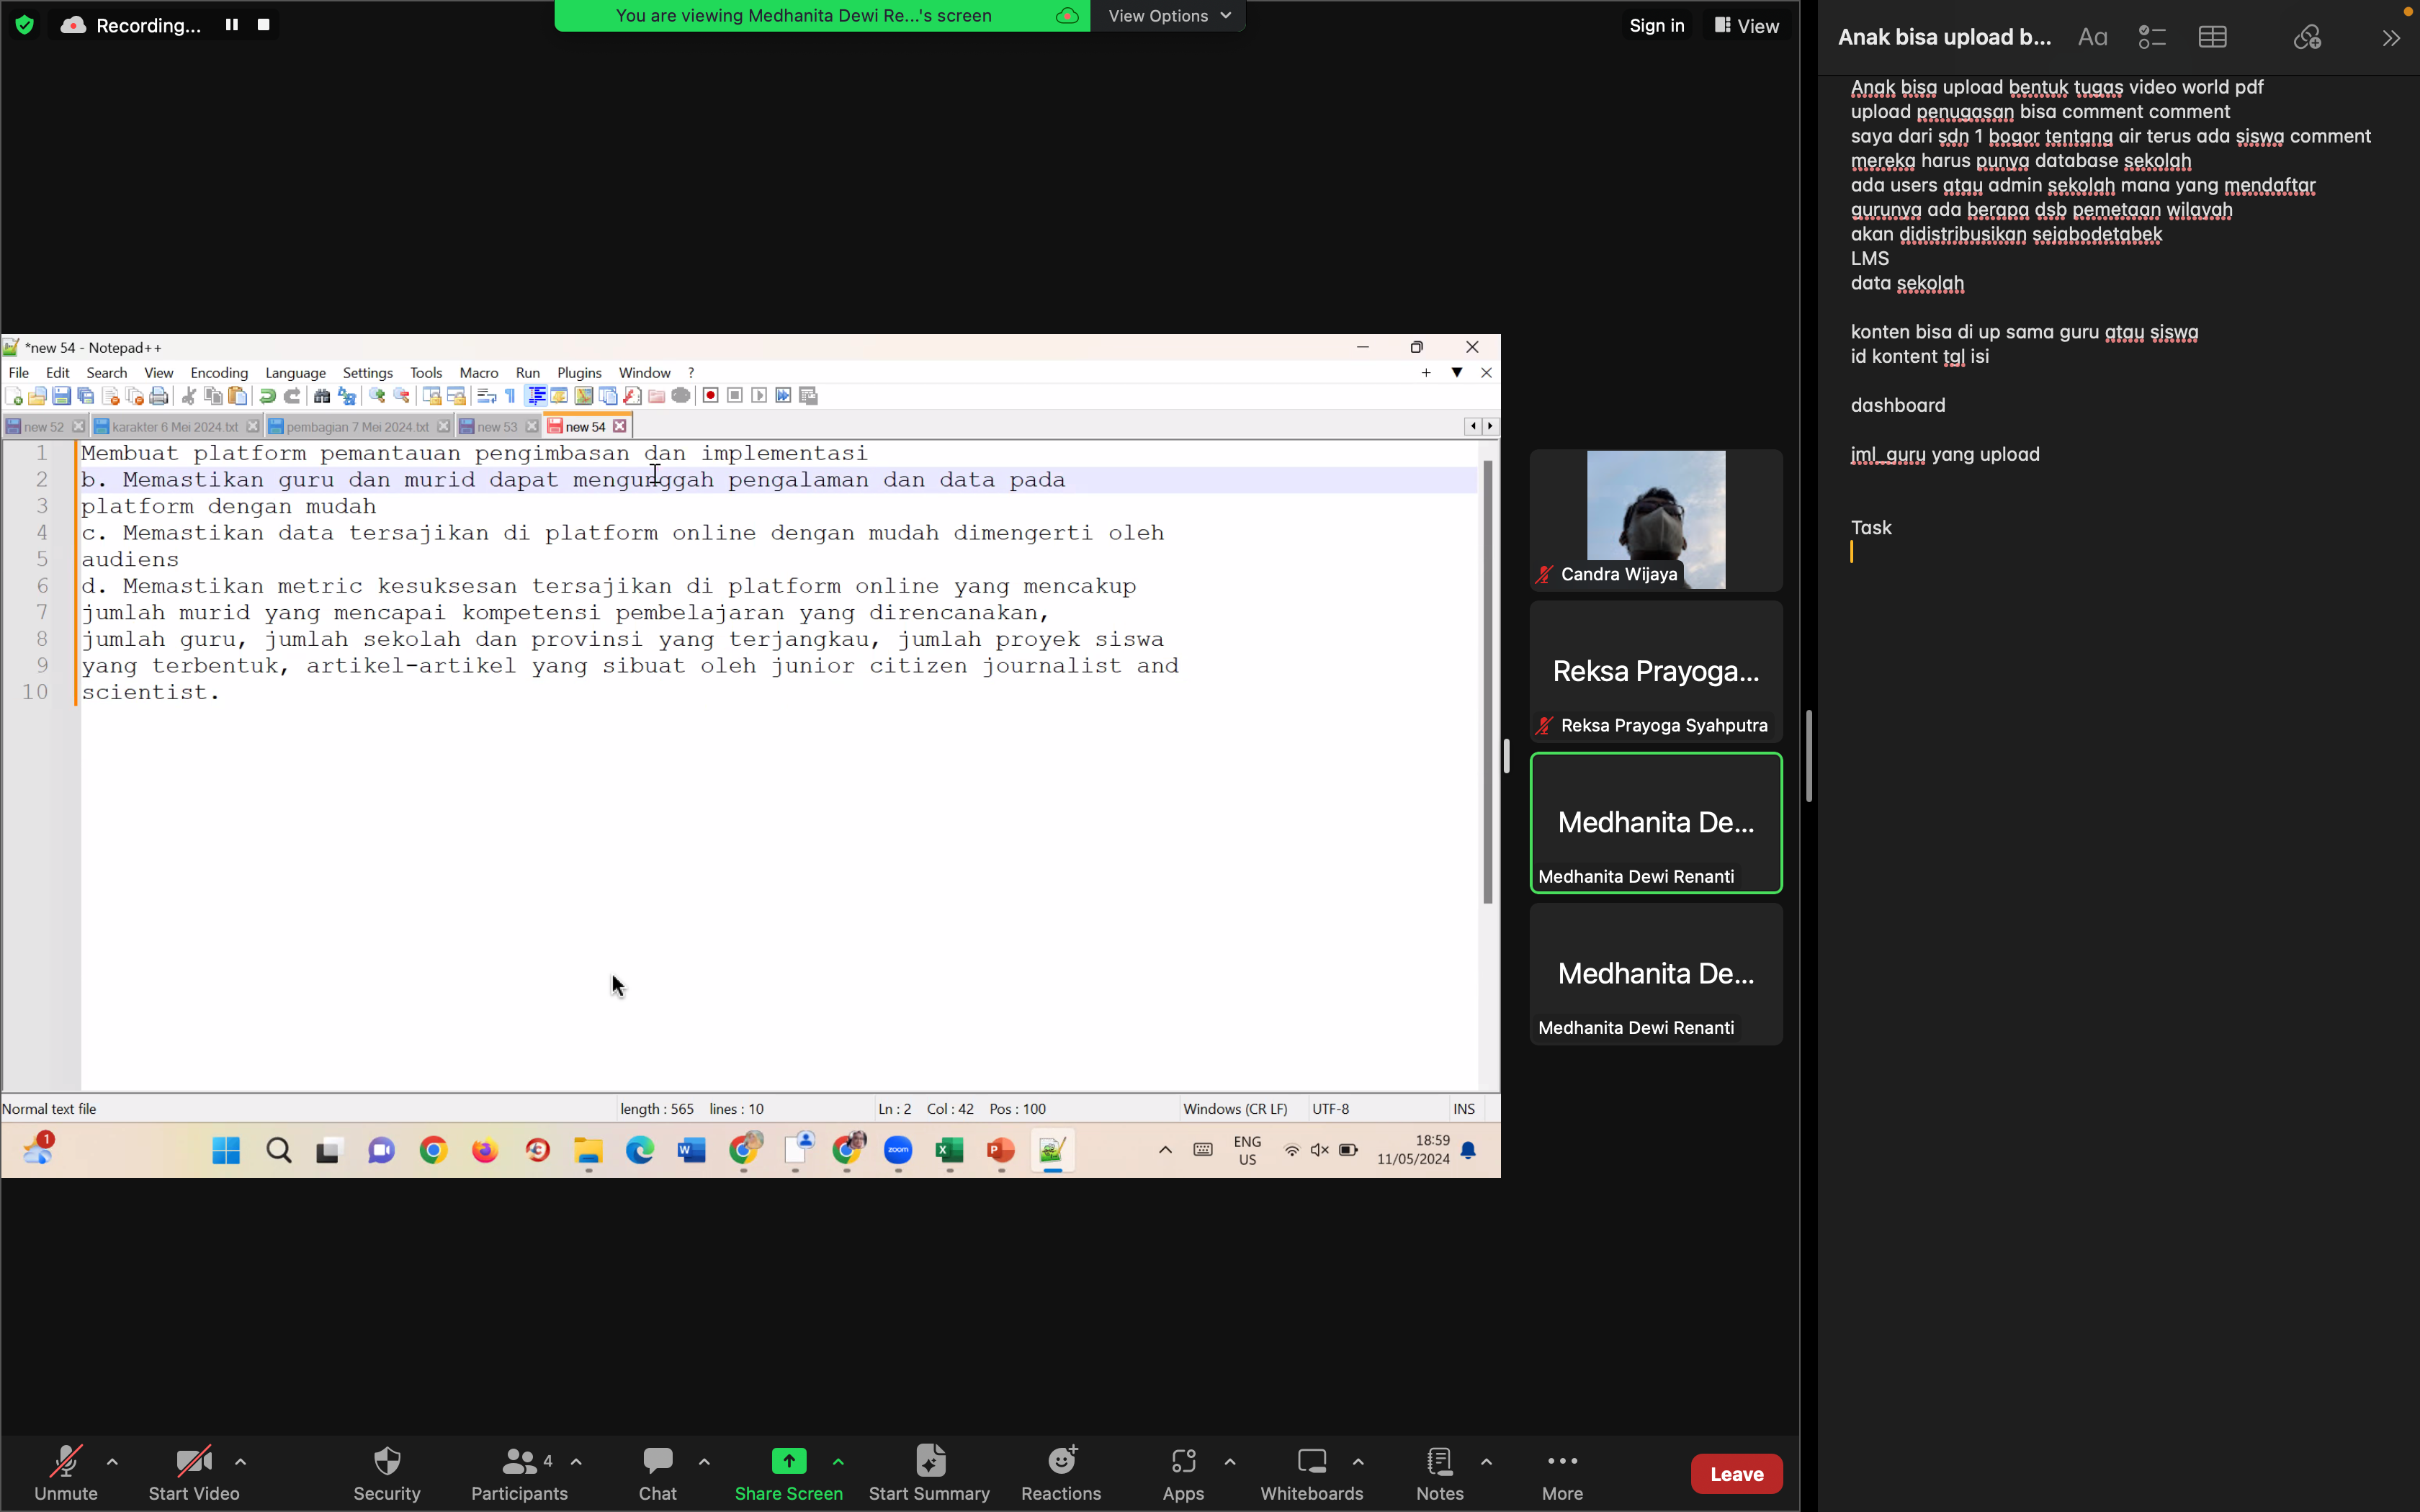 Recording...
You are viewing Medhanita Dewi Re...'s screen
View Options
Sign in
View
*new 54 - Notepad++
File Edit Search View Encoding Language Settings Tools Macro Run Plugins Window ?
new 52
karakter 6 Mei 2024.txt
pembagian 7 Mei 2024.txt
new 53
new 54
1 Membuat platform pemantauan pengimbasan dan implementasi
2 b. Memastikan guru dan murid dapat mengunggah pengalaman dan data pada
3 platform dengan mudah
4 c. Memastikan data tersajikan di platform online dengan mudah dimengerti oleh
5 audiens
6 d. Memastikan metric kesuksesan tersajikan di platform online yang mencakup
7 jumlah murid yang mencapai kompetensi pembelajaran yang direncanakan,
8 jumlah guru, jumlah sekolah dan provinsi yang terjangkau, jumlah proyek siswa
9 yang terbentuk, artikel-artikel yang sibuat oleh junior citizen journalist and
10 scientist.
Normal text file
length : 565 lines : 10
Ln : 2 Col : 42 Pos : 100
Windows (CR LF)
UTF-8
INS
1
W
zoom
X
P
ENG
US
18:59
11/05/2024
Candra Wijaya
Reksa Prayoga...
Reksa Prayoga Syahputra
Medhanita De...
Medhanita Dewi Renanti
Medhanita De...
Medhanita Dewi Renanti
Unmute
Start Video
Security
4
Participants
Chat
Share Screen
Start Summary
Reactions
Apps
Whiteboards
Notes
More
Leave
Anak bisa upload b...
Aa
Anak bisa upload bentuk tugas video world pdf
upload penugasan bisa comment comment
saya dari sdn 1 bogor tentang air terus ada siswa comment
mereka harus punya database sekolah
ada users atau admin sekolah mana yang mendaftar
gurunya ada berapa dsb pemetaan wilayah
akan didistribusikan sejabodetabek
LMS
data sekolah
konten bisa di up sama guru atau siswa
id kontent tgl isi
dashboard
jml_guru yang upload
Task